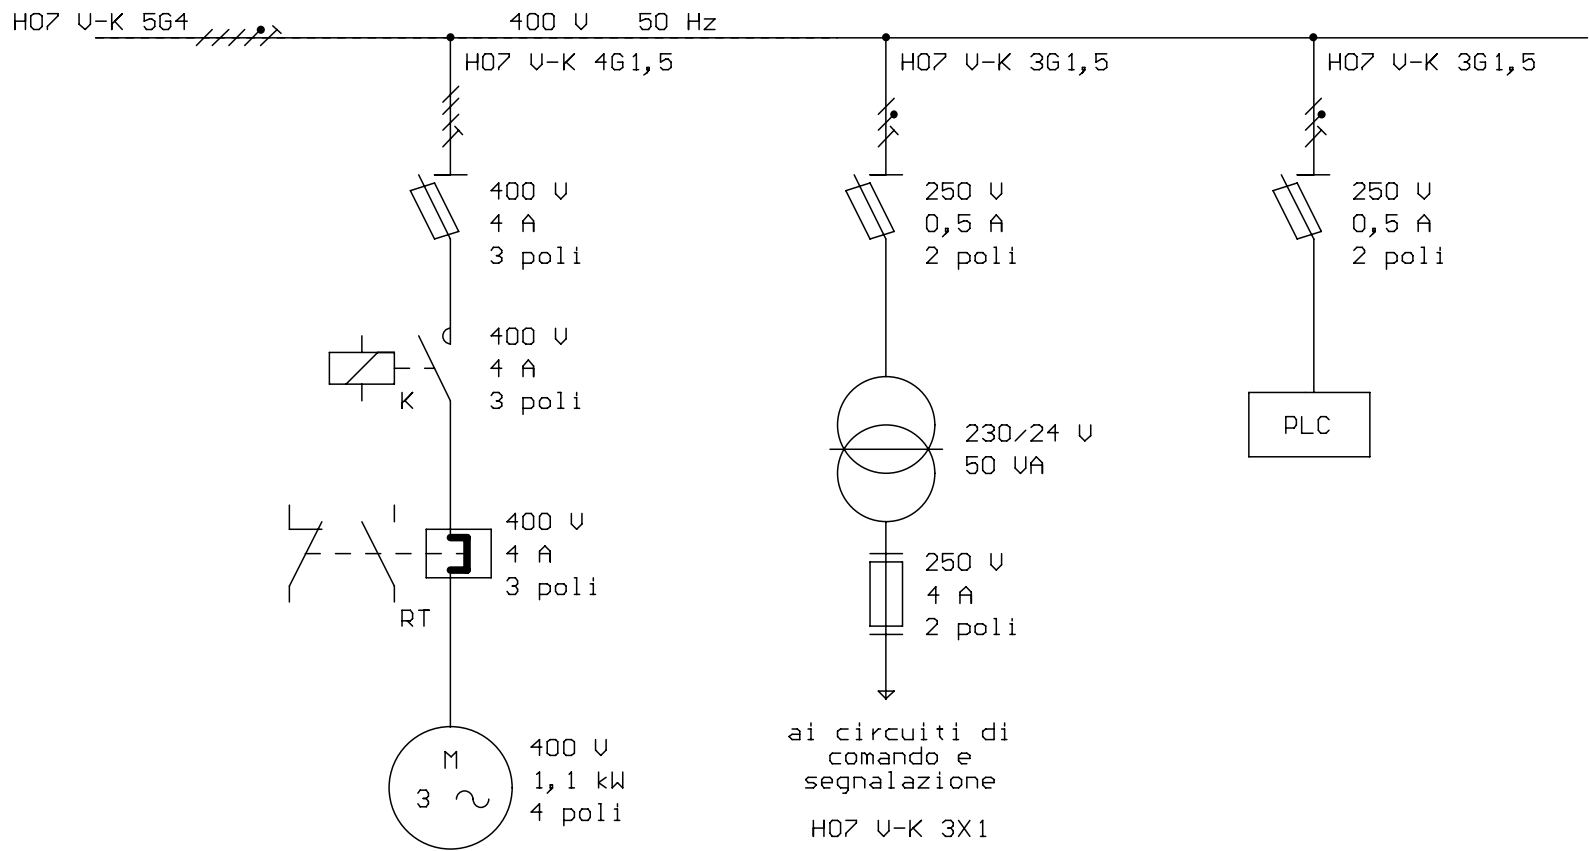 H07 V-K 5G4
400 V 50 Hz
H07 V-K 4G1,5
H07 V-K 3G1,5
H07 V-K 3G1,5
400 V
4 A
3 poli
250 V
0,5 A
2 poli
250 V
0,5 A
2 poli
400 V
4 A
3 poli
K
230/24 V
50 VA
PLC
400 V
4 A
3 poli
RT
250 V
4 A
2 poli
ai circuiti di
comando e
segnalazione
H07 V-K 3X1
M
3
400 V
1,1 kW
4 poli